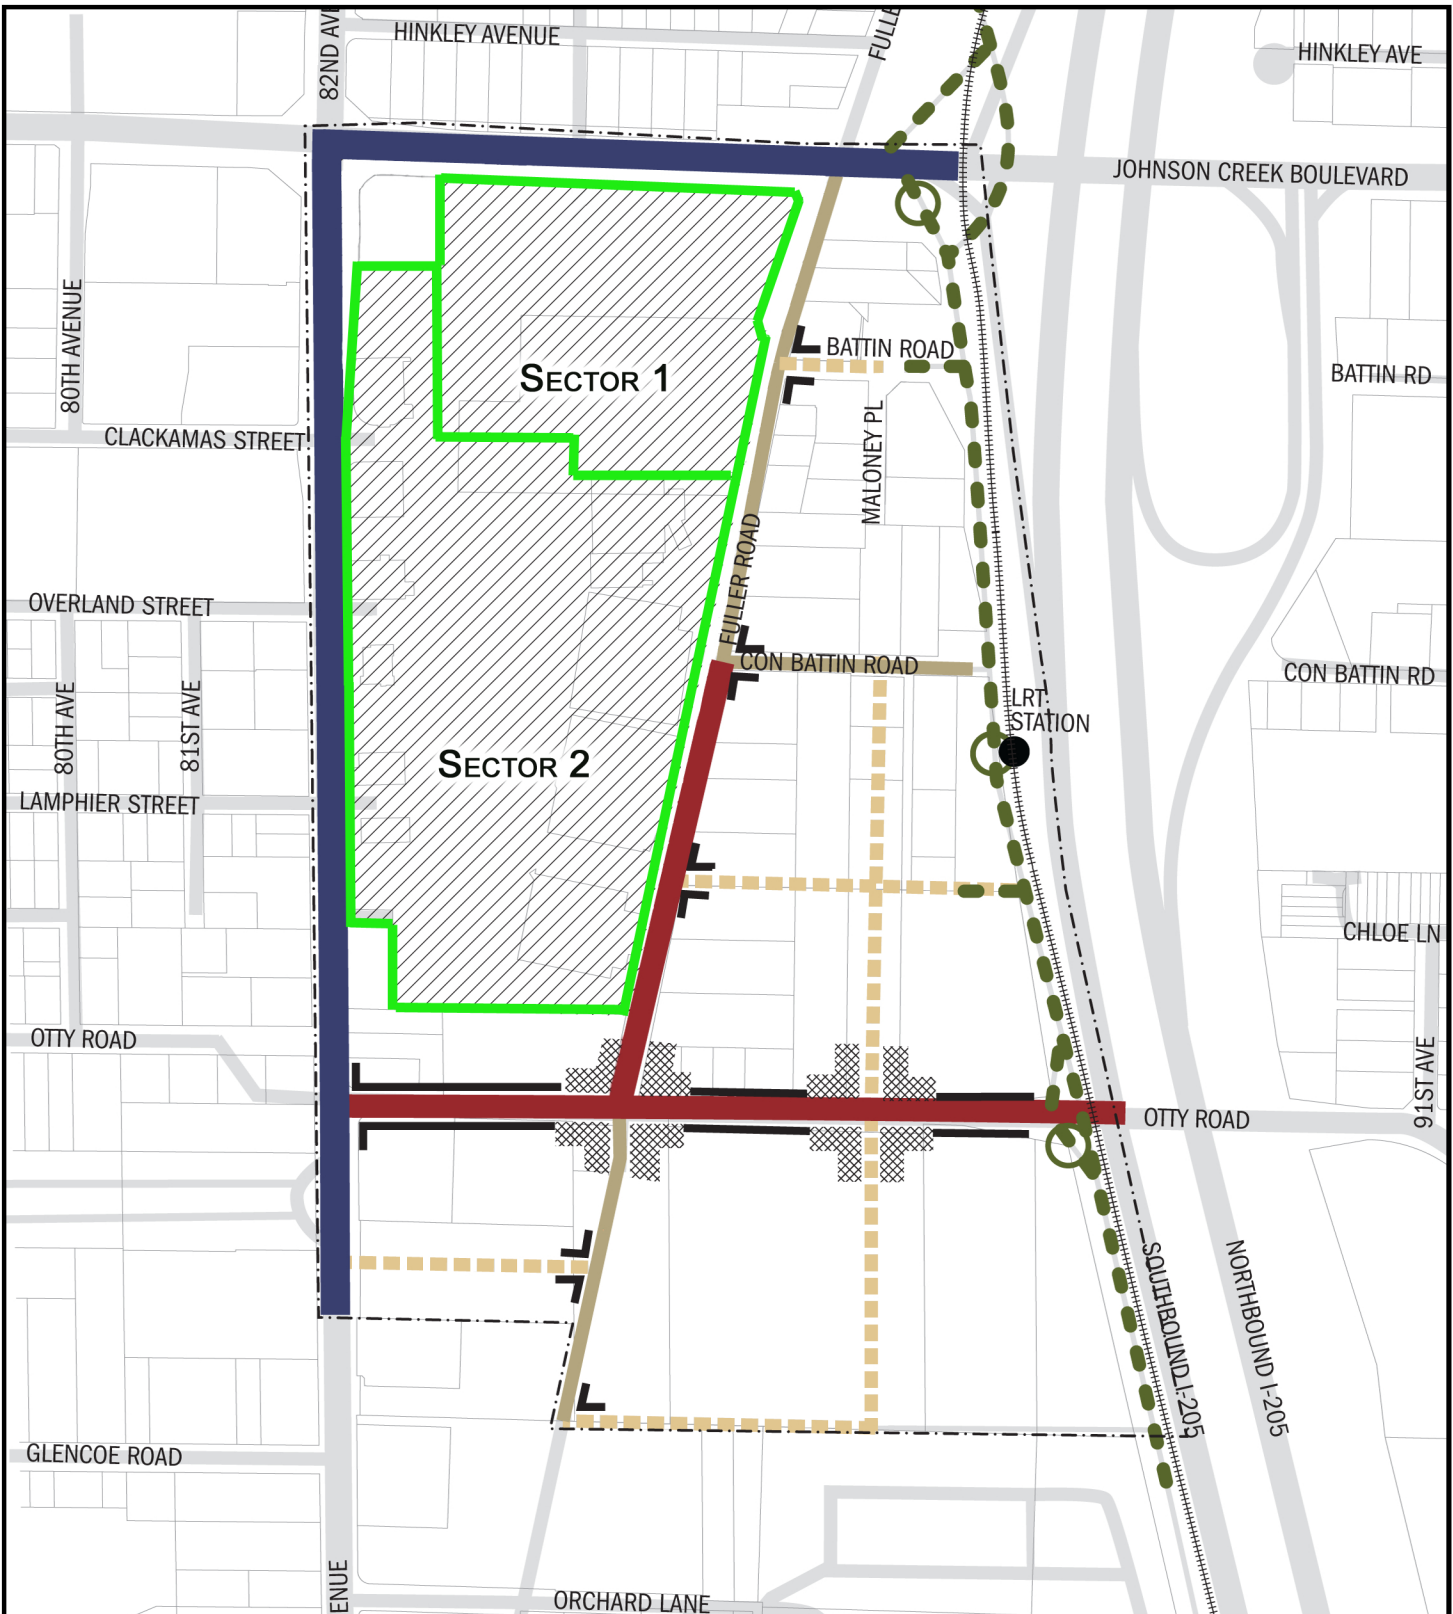 HINKLEY AVENUE
82ND AVE
FULLE
HINKLEY AVE
JOHNSON CREEK BOULEVARD
80TH AVENUE
BATTIN ROAD
SECTOR 1
BATTIN RD
CLACKAMAS STREET
MALONEY PL
FULLER ROAD
OVERLAND STREET
CON BATTIN ROAD
CON BATTIN RD
80TH AVE
81ST AVE
LRT
STATION
SECTOR 2
LAMPHIER STREET
CHLOE LN
OTTY ROAD
91ST AVE
OTTY ROAD
SOUTHBOUND I-205
NORTHBOUND I-205
GLENCOE ROAD
ENUE
ORCHARD LANE